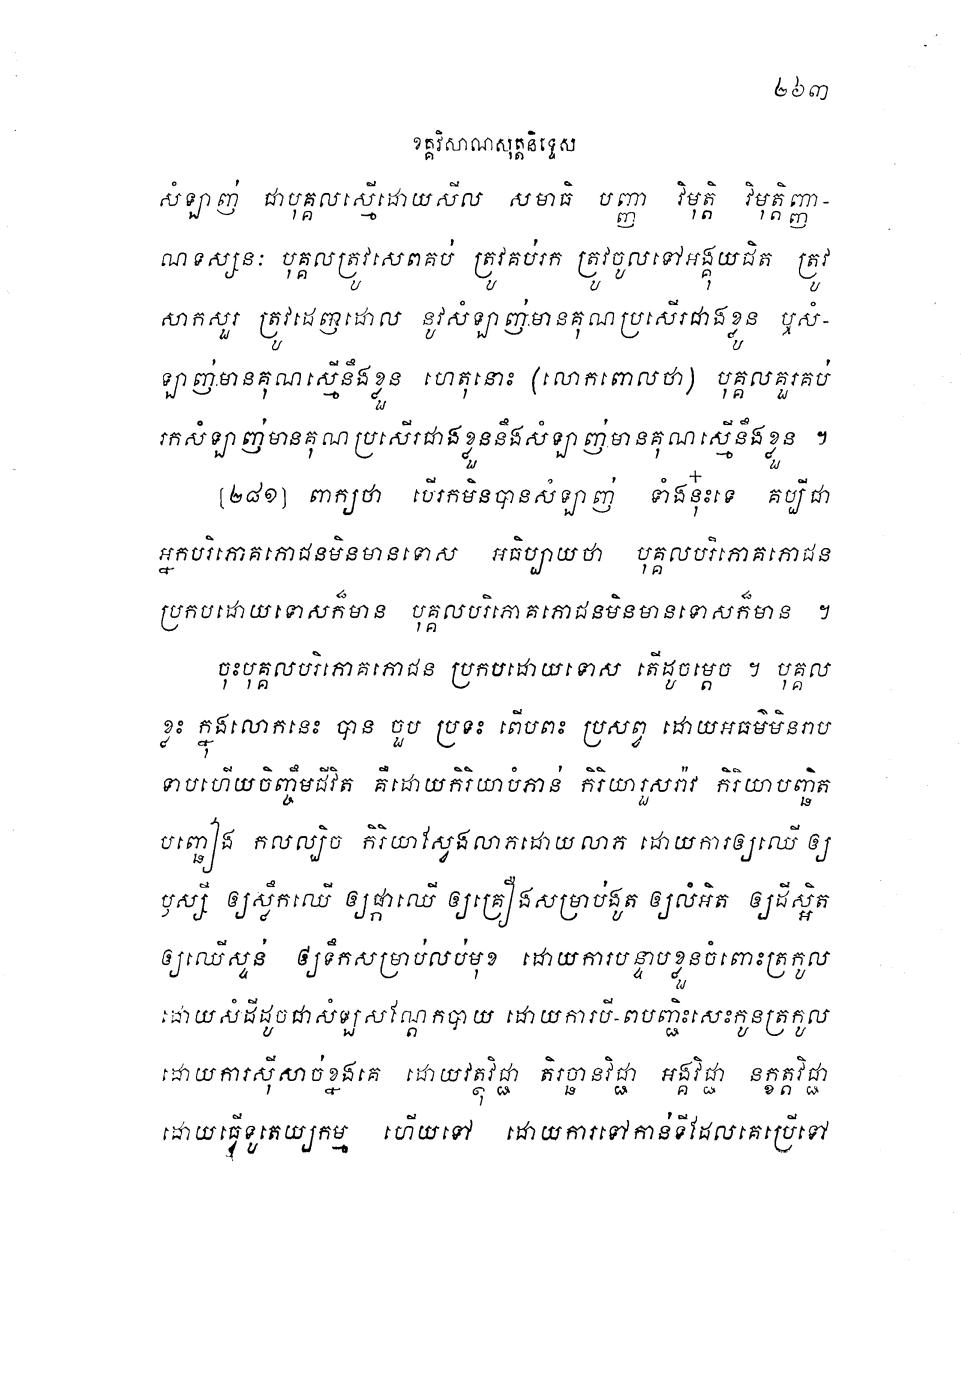 ២៦៣
ខគ្គវិសាណសុត្តនិទ្ទេស
សំឡាញ់ ជាបុគ្គលស្មើដោយសីល សមាធិ បញ្ញា វិមុត្តិ វិមុត្តិញ្ញា-
ណទស្សនៈ បុគ្គលត្រូវសេពគប់ ត្រូវគប់រក ត្រូវចូលទៅអង្គុយជិត ត្រូវ
សាកសួរ ត្រូវដេញដោល នូវសំឡាញ់មានគុណប្រសើរជាងខ្លួន ឬសំ-
ឡាញ់មានគុណស្មើនឹងខ្លួន ហេតុនោះ (លោកពោលថា) បុគ្គលគួរគប់
រកសំឡាញ់មានគុណប្រសើរជាងខ្លួននឹងសំឡាញ់មានគុណស្មើនឹងខ្លួន ។
[២៨១] ពាក្យថា បើរកមិនបានសំឡាញ់ ទាំងនុ៎ះទេ គប្បីជា
អ្នកបរិភោគភោជនមិនមានទោស អធិប្បាយថា បុគ្គលបរិភោគភោជន
ប្រកបដោយទោសក៏មាន បុគ្គលបរិភោគភោជនមិនមានទោសក៏មាន ។
ចុះបុគ្គលបរិភោគភោជន ប្រកបដោយទោស តើដូចម្តេច ។ បុគ្គល
ខ្លះ ក្នុងលោកនេះ បាន ចួប ប្រទះ ពើបពះ ប្រសព្វ ដោយអធម៌មិនរាប
ទាបហើយចិញ្ចឹមជីវិត គឺដោយកិរិយាបំភាន់ កិរិយារួសរ៉ាវ កិរិយាបញ្ឆិត
បញ្ឆៀង កលល្បិច កិរិយាស្វែងលាភដោយលាភ ដោយការឲ្យឈើ ឲ្យ
ឫស្សី ឲ្យស្លឹកឈើ ឲ្យផ្កាឈើ ឲ្យគ្រឿងសម្រាប់ងូត ឲ្យលំអិត ឲ្យដីស្អិត
ឲ្យឈើស្ទន់ ឲ្យទឹកសម្រាប់លប់មុខ ដោយការបន្ទាបខ្លួនចំពោះត្រកូល
ដោយសំដីដូចជាសំឡសណ្តែកបាយ ដោយការបី-ពបញ្ជិះសេះកូនត្រកូល
ដោយការស៊ីសាច់ខ្នងគេ ដោយវត្ថុវិជ្ជា តិរច្ឆានវិជ្ជា អង្គវិជ្ជា នក្ខត្តវិជ្ជា
ដោយធ្វើទូតេយ្យកម្ម ហើយទៅ ដោយការទៅកាន់ទីដែលគេប្រើទៅ